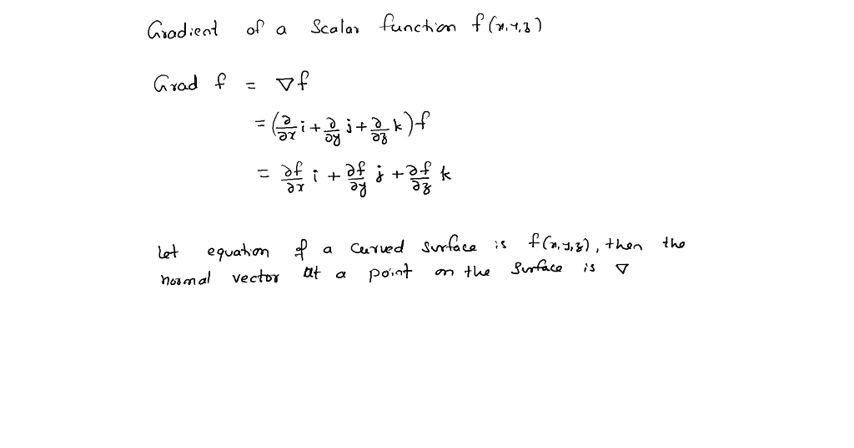 Gradient of a Scalar function f(x,y,z)
Grad f = ∇f
= (∂/∂x i + ∂/∂y j + ∂/∂z k) f
= ∂f/∂x i + ∂f/∂y j + ∂f/∂z k
Let equation of a curved surface is f(x,y,z), then the
normal vector at a point on the surface is ∇